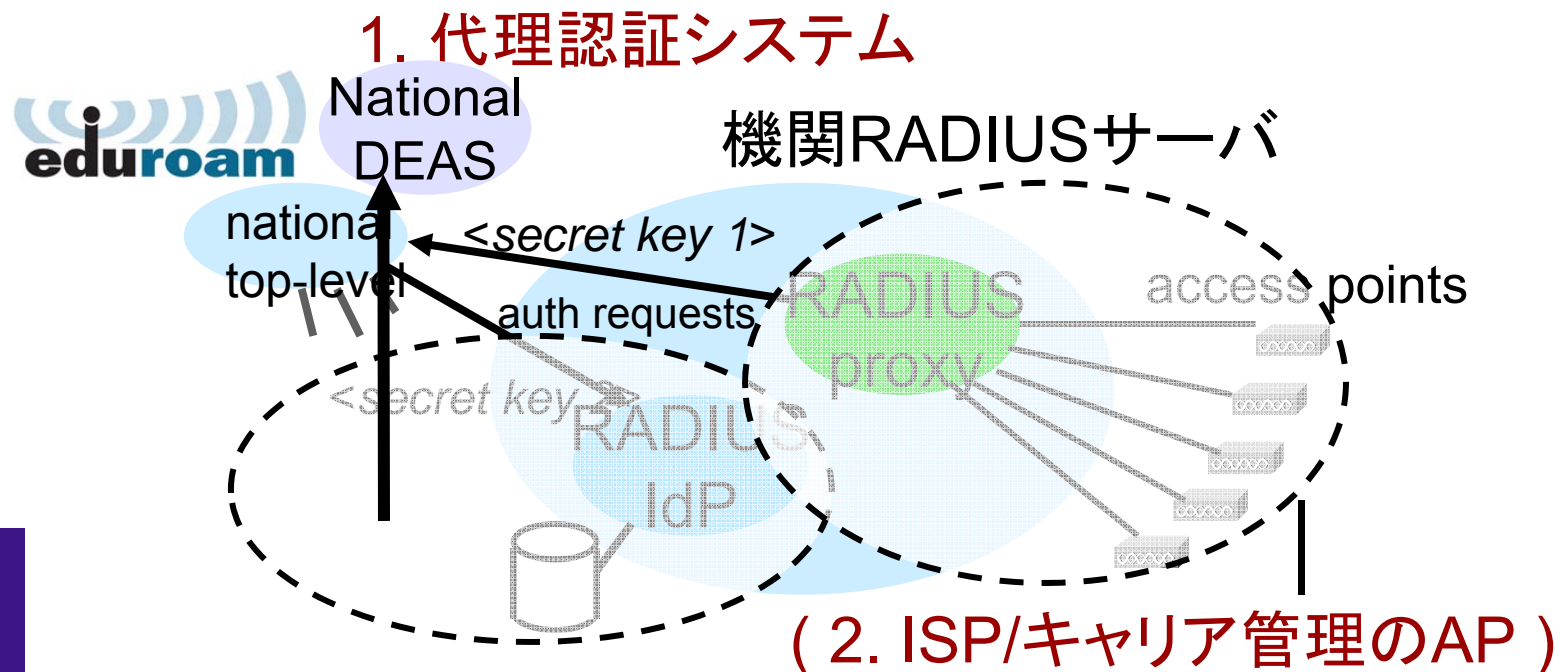 1. 代理認証システム
eduroam
National
DEAS
機関RADIUSサーバ
national
top-level
<secret key 1>
auth requests
RADIUS
proxy
access points
<secret key
RADIUS
IdP
( 2. ISP/キャリア管理のAP )